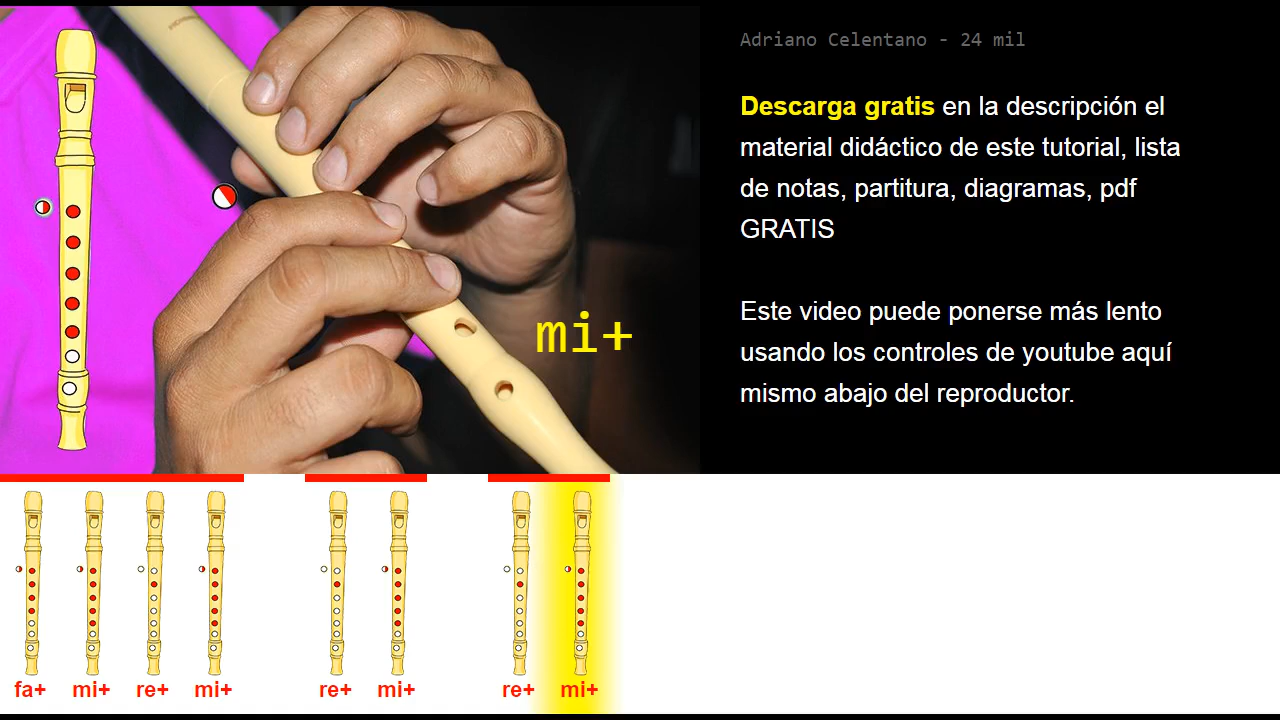 Adriano Celentano - 24 mil
Descarga gratis en la descripción el
material didáctico de este tutorial, lista
de notas, partitura, diagramas, pdf
GRATIS
Este video puede ponerse más lento
usando los controles de youtube aquí
mismo abajo del reproductor.
mi+
fa+ mi+ re+ mi+ re+ mi+ re+ mi+